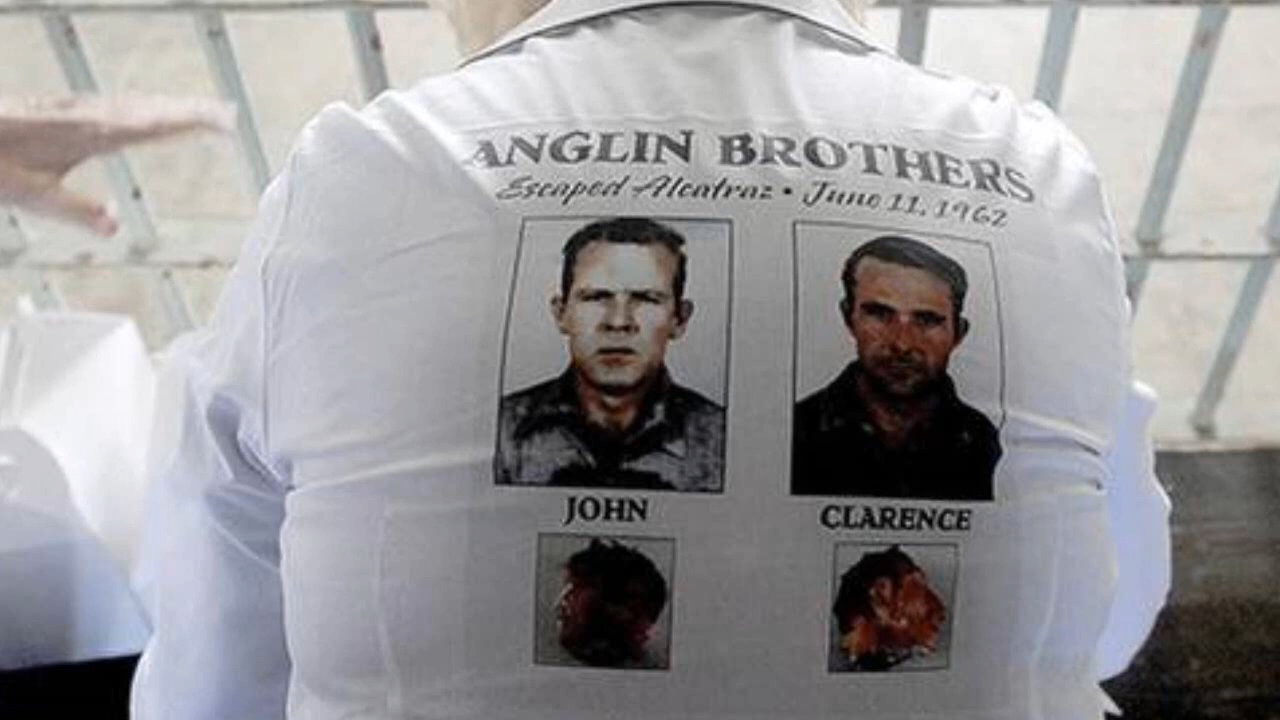 ANGLIN BROTHERS
Escaped Alcatraz • June 11, 1962
JOHN
CLARENCE